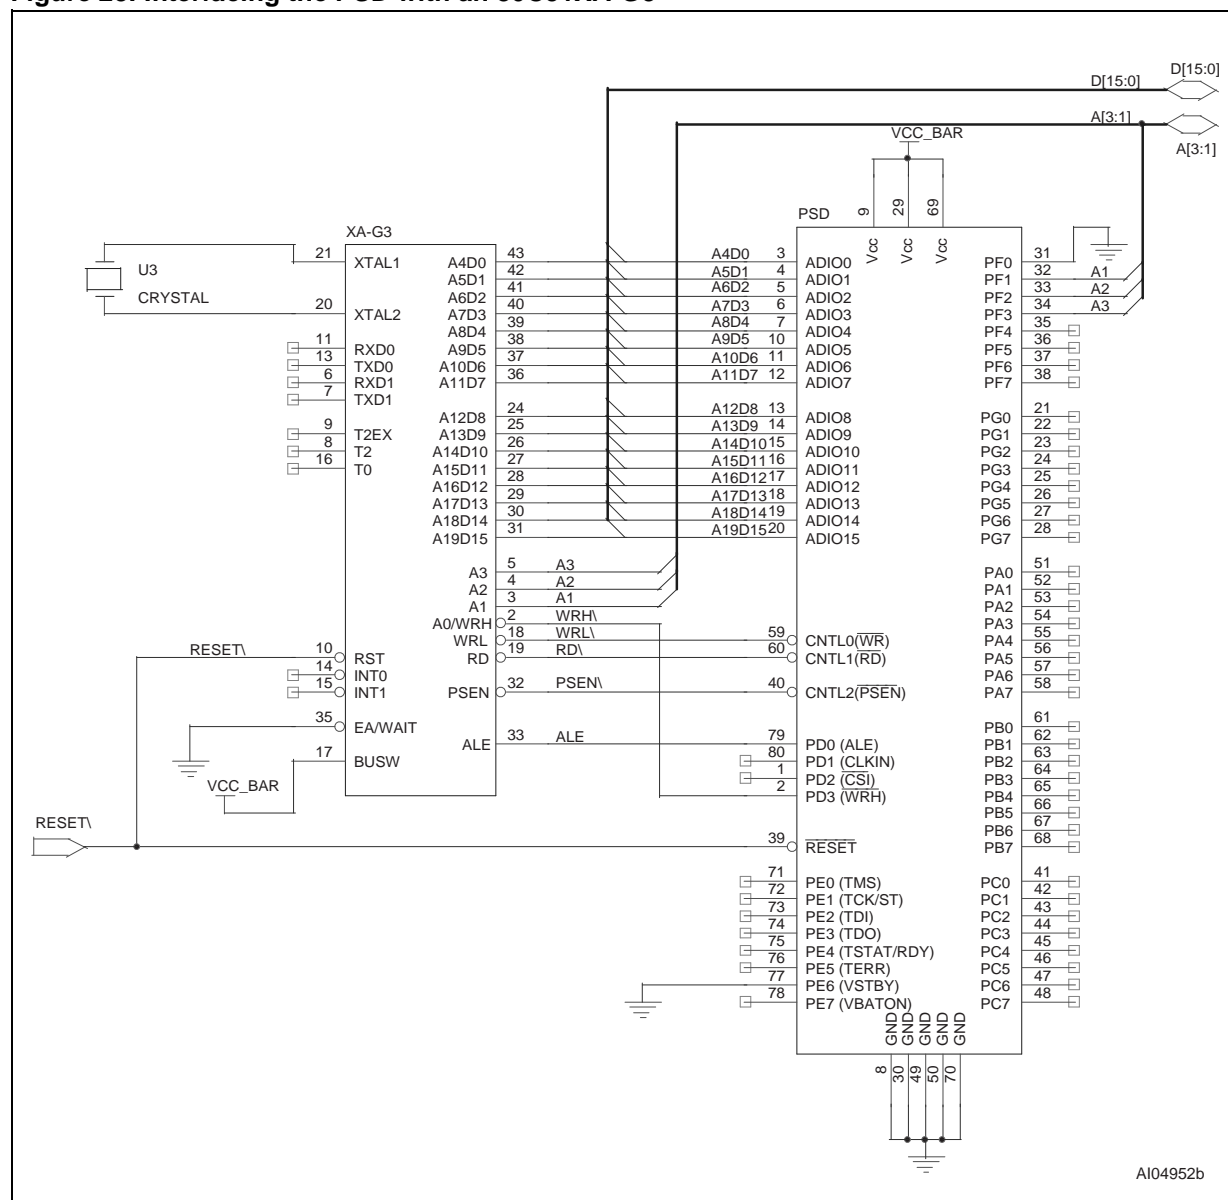 D[15:0]
D[15:0]
A[3:1]
A[3:1]
VCC_BAR
PSD
9
29
69
Vcc
Vcc
Vcc
XA-G3
U3
CRYSTAL
21 XTAL1
20 XTAL2
11 RXD0
13 TXD0
6 RXD1
7 TXD1
9 T2EX
8 T2
16 T0
A4D0 43
A5D1 42
A6D2 41
A7D3 40
A8D4 39
A9D5 38
A10D6 37
A11D7 36
A12D8 24
A13D9 25
A14D10 26
A15D11 27
A16D12 28
A17D13 29
A18D14 30
A19D15 31
A3 5 A3
A2 4 A2
A1 3 A1
A0/WRH 2 WRH\
WRL 18 WRL\
RD 19 RD\
PSEN 32 PSEN\
ALE 33 ALE
RESET\ 10 RST
14 INT0
15 INT1
35 EA/WAIT
17 BUSW
VCC_BAR
RESET\
A4D0 3 ADIO0
A5D1 4 ADIO1
A6D2 5 ADIO2
A7D3 6 ADIO3
A8D4 7 ADIO4
A9D5 10 ADIO5
A10D6 11 ADIO6
A11D7 12 ADIO7
A12D8 13 ADIO8
A13D9 14 ADIO9
A14D10 15 ADIO10
A15D11 16 ADIO11
A16D12 17 ADIO12
A17D13 18 ADIO13
A18D14 19 ADIO14
A19D15 20 ADIO15
59 CNTL0(WR)
60 CNTL1(RD)
40 CNTL2(PSEN)
79 PD0 (ALE)
80 PD1 (CLKIN)
1 PD2 (CSI)
2 PD3 (WRH)
39 RESET
71 PE0 (TMS)
72 PE1 (TCK/ST)
73 PE2 (TDI)
74 PE3 (TDO)
75 PE4 (TSTAT/RDY)
76 PE5 (TERR)
77 PE6 (VSTBY)
78 PE7 (VBATON)
PF0 31
PF1 32 A1
PF2 33 A2
PF3 34 A3
PF4 35
PF5 36
PF6 37
PF7 38
PG0 21
PG1 22
PG2 23
PG3 24
PG4 25
PG5 26
PG6 27
PG7 28
PA0 51
PA1 52
PA2 53
PA3 54
PA4 55
PA5 56
PA6 57
PA7 58
PB0 61
PB1 62
PB2 63
PB3 64
PB4 65
PB5 66
PB6 67
PB7 68
PC0 41
PC1 42
PC2 43
PC3 44
PC4 45
PC5 46
PC6 47
PC7 48
GND
GND
GND
GND
GND
8
30
49
50
70
AI04952b